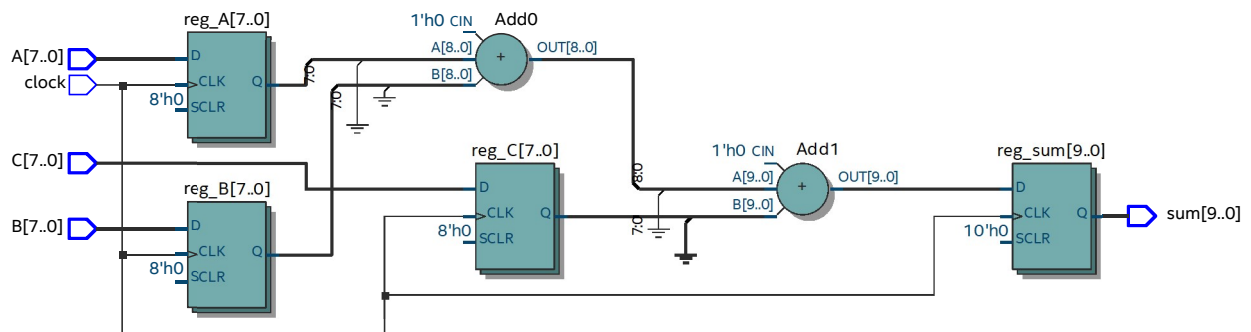 reg_A[7..0]
Add0
1'h0 CIN
A[8..0]
OUT[8..0]
B[8..0]
A[7..0]
D
clock
CLK
Q
7:0
8'h0
SCLR
7:0
C[7..0]
reg_C[7..0]
Add1
reg_sum[9..0]
1'h0 CIN
8:0
A[9..0]
OUT[9..0]
B[9..0]
reg_B[7..0]
D
D
B[7..0]
D
CLK
Q
7:0
CLK
Q
sum[9..0]
8'h0
SCLR
10'h0
SCLR
CLK
Q
8'h0
SCLR